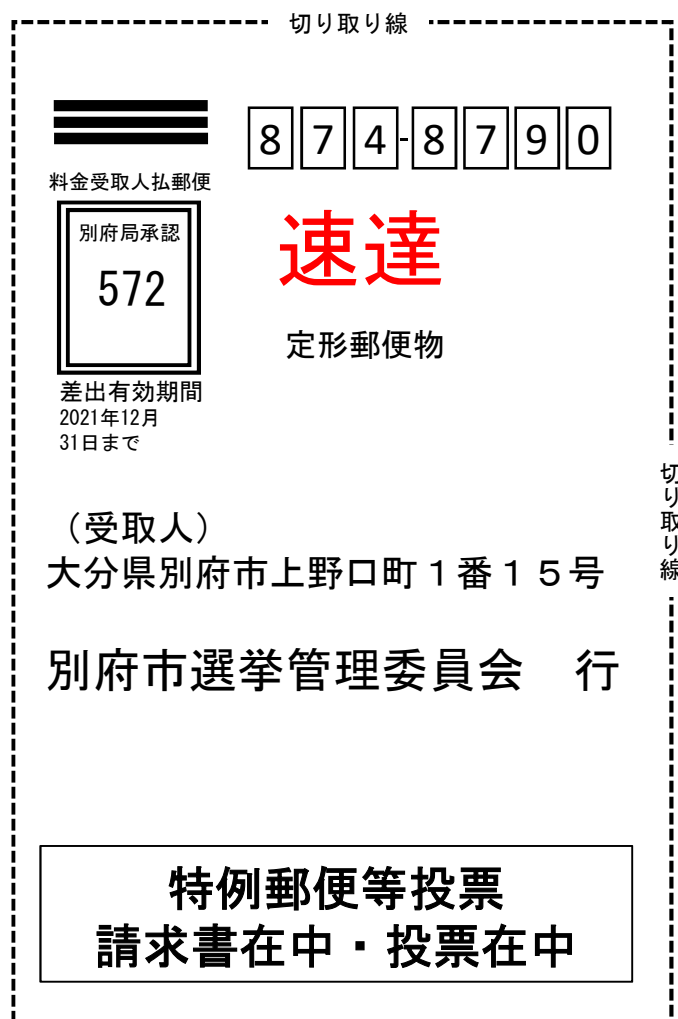 切り取り線
874-8790
料金受取人払郵便
別府局承認
572
速達
定形郵便物
差出有効期間
2021年12月
31日まで
切り取り線
（受取人）
大分県別府市上野口町１番１５号
別府市選挙管理委員会　行
特例郵便等投票
請求書在中・投票在中